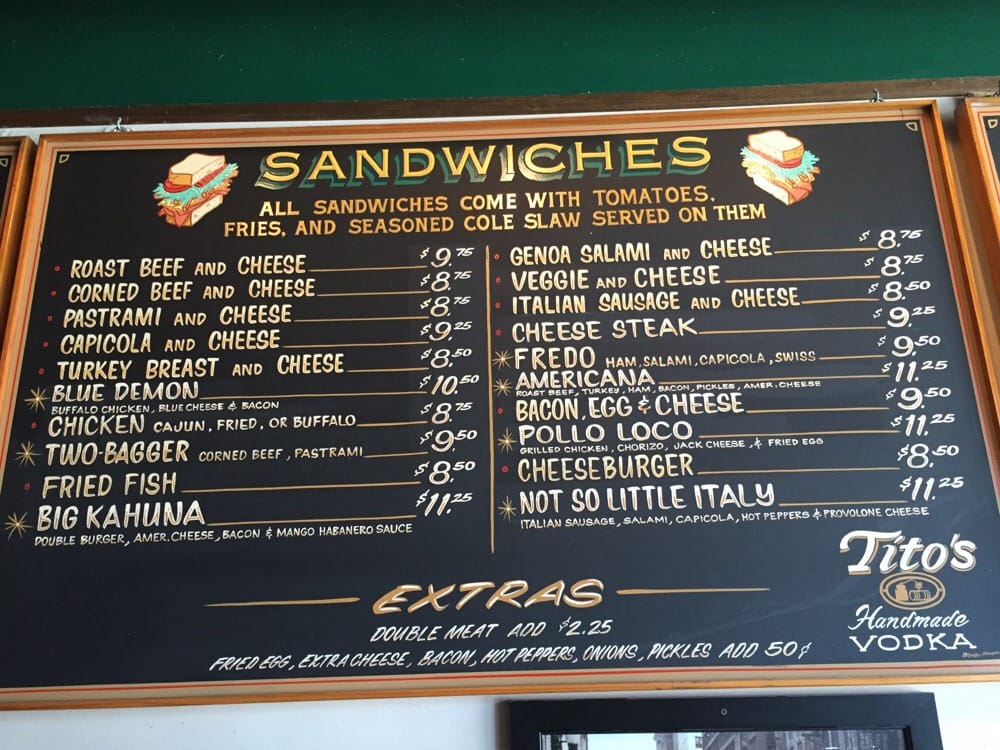 SANDWICHES
ALL SANDWICHES COME WITH TOMATOES,
FRIES, AND SEASONED COLE SLAW SERVED ON THEM
ROAST BEEF AND CHEESE $9.75
CORNED BEEF AND CHEESE $8.75
PASTRAMI AND CHEESE $8.75
CAPICOLA AND CHEESE $9.25
TURKEY BREAST AND CHEESE $8.50
BLUE DEMON $10.50
BUFFALO CHICKEN, BLUE CHEESE & BACON
CHICKEN CAJUN, FRIED, OR BUFFALO $8.75
TWO-BAGGER CORNED BEEF, PASTRAMI $9.50
FRIED FISH $8.50
BIG KAHUNA $11.25
DOUBLE BURGER, AMER. CHEESE, BACON & MANGO HABANERO SAUCE
GENOA SALAMI AND CHEESE $8.75
VEGGIE AND CHEESE $8.75
ITALIAN SAUSAGE AND CHEESE $8.50
CHEESE STEAK $9.25
FREDO HAM, SALAMI, CAPICOLA, SWISS $9.50
AMERICANA $11.25
ROAST BEEF, TURKEY, HAM, BACON, PICKLES, AMER. CHEESE
BACON, EGG & CHEESE $9.50
POLLO LOCO $11.25
GRILLED CHICKEN, CHORIZO, JACK CHEESE, & FRIED EGG
CHEESEBURGER $8.50
NOT SO LITTLE ITALY $11.25
ITALIAN SAUSAGE, SALAMI, CAPICOLA, HOT PEPPERS & PROVOLONE CHEESE
EXTRAS
DOUBLE MEAT ADD $2.25
FRIED EGG, EXTRA CHEESE, BACON, HOT PEPPERS, ONIONS, PICKLES ADD 50¢
Tito's
Handmade
VODKA